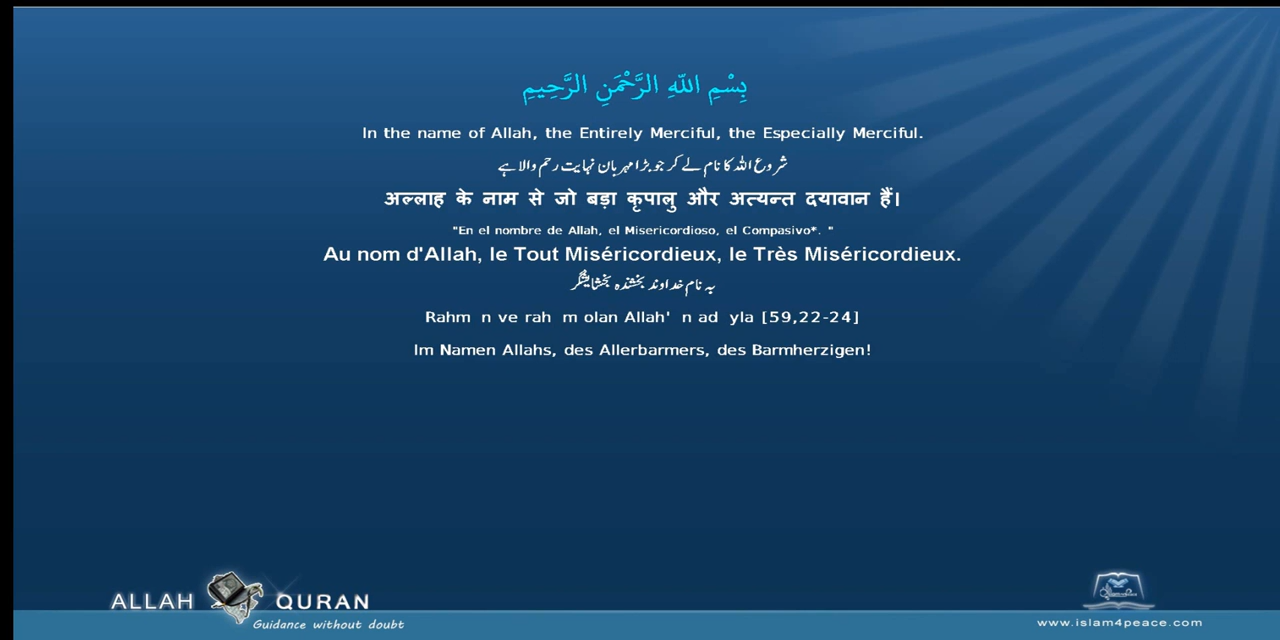 بِسْمِ اللَّهِ الرَّحْمَنِ الرَّحِيمِ
In the name of Allah, the Entirely Merciful, the Especially Merciful.
شروع الله کا نام لے کر جو بڑا مہربان نہایت رحم والا ہے
अल्लाह के नाम से जो बड़ा कृपालु और अत्यन्त दयावान हैं।
"En el nombre de Allah, el Misericordioso, el Compasivo*. "
Au nom d'Allah, le Tout Miséricordieux, le Très Miséricordieux.
به نام خداوند بخشنده بخشایشگر
Rahm n ve rah m olan Allah' n ad yla [59,22-24]
Im Namen Allahs, des Allerbarmers, des Barmherzigen!
ALLAH QURAN
Guidance without doubt
www.islam4peace.com